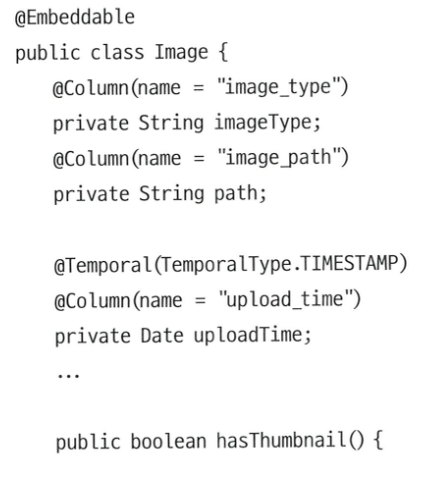 @Embeddable
public class Image {
@Column(name = "image_type")
private String imageType;
@Column(name = "image_path")
private String path;
@Temporal(TemporalType.TIMESTAMP)
@Column(name = "upload_time")
private Date uploadTime;
...
public boolean hasThumbnail() {